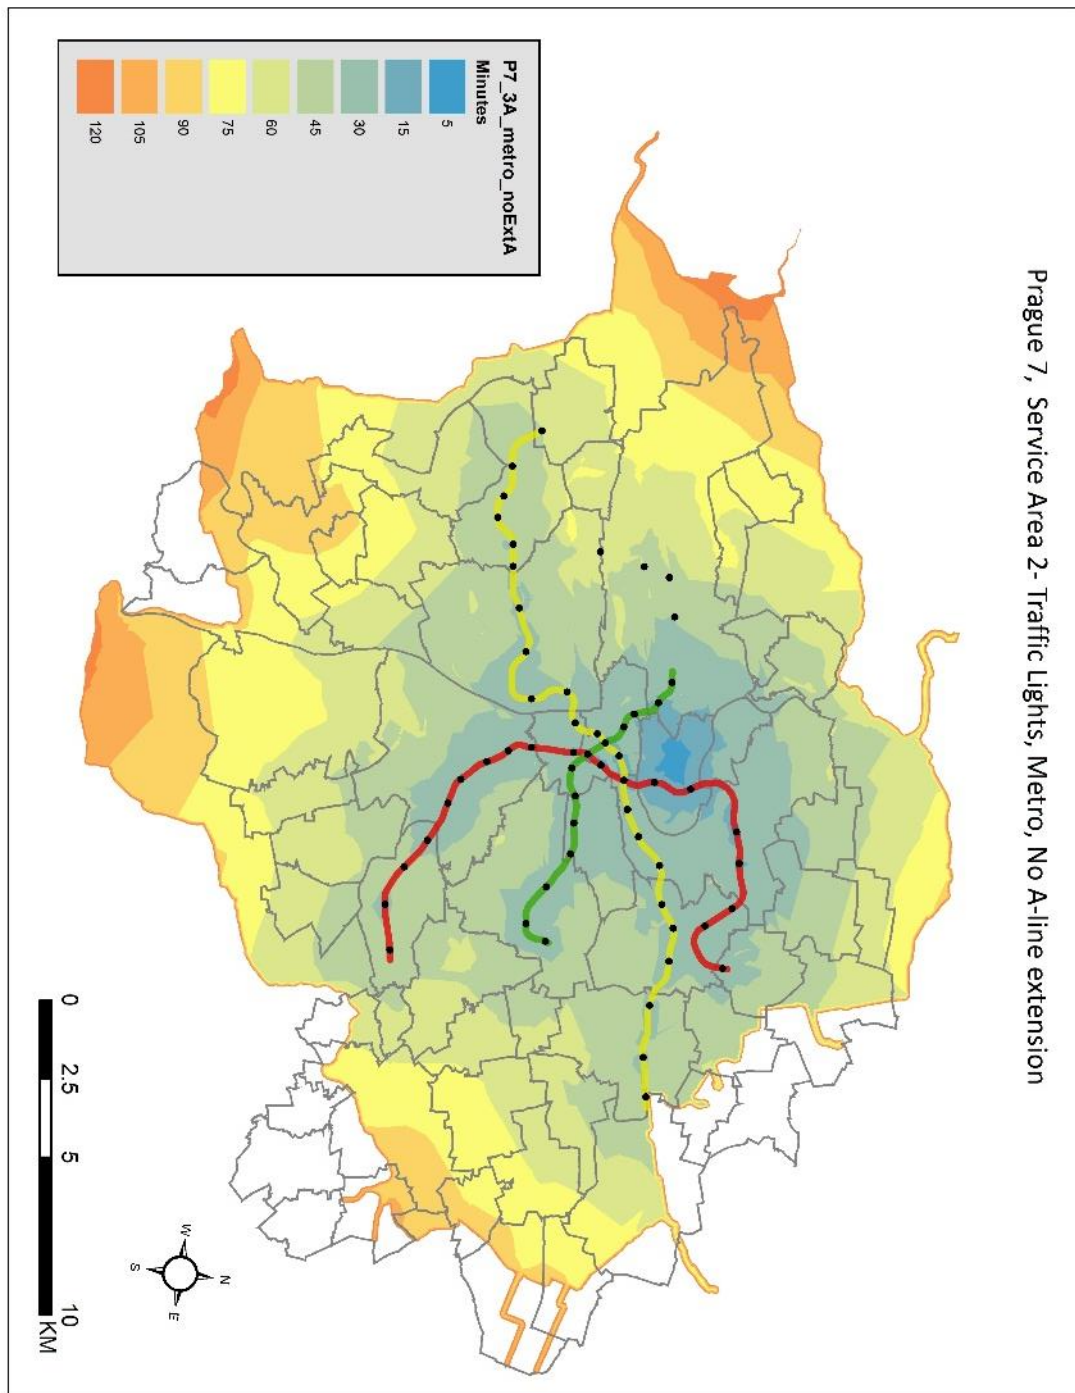 Prague 7, Service Area 2- Traffic Lights, Metro, No A-line extension
P7_3A_metro_noExtA
Minutes
5
15
30
45
60
75
90
105
120
0
2.5
5
10
KM
N
W
E
S